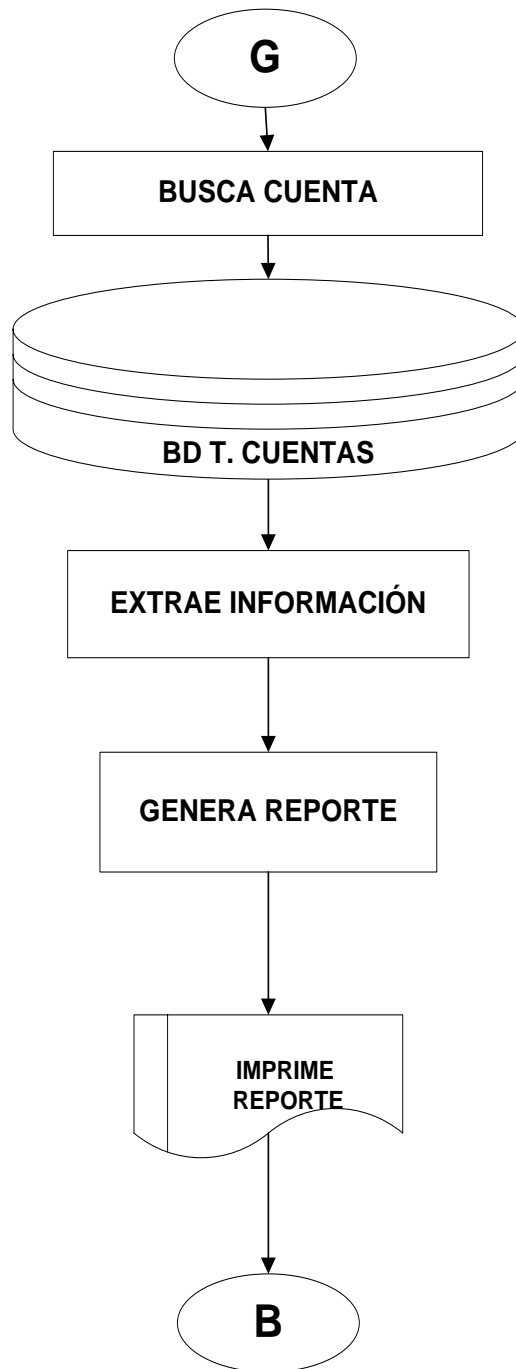 G
BUSCA CUENTA
BD T. CUENTAS
EXTRAE INFORMACIÓN
GENERA REPORTE
IMPRIME
REPORTE
B